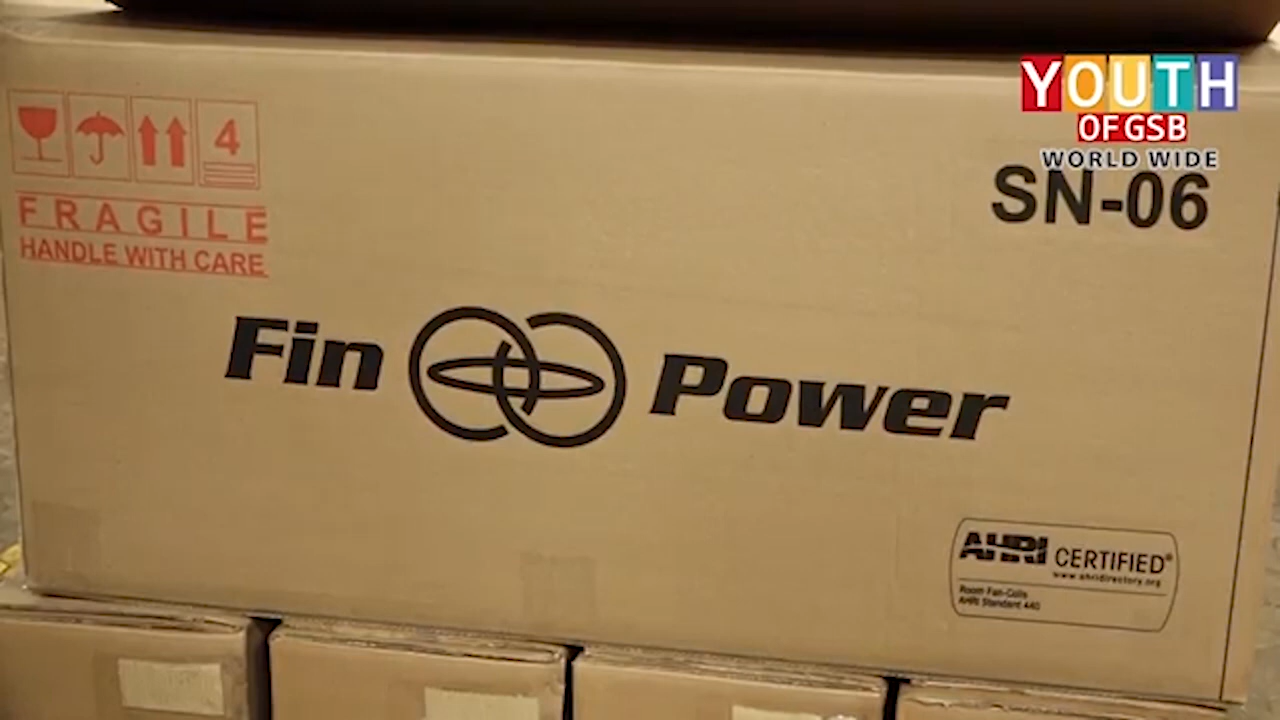 YOUTH
OF GSB
WORLD WIDE
4
FRAGILE
HANDLE WITH CARE
SN-06
Fin Power
AHRI CERTIFIED®
www.ahridirectory.org
Room Fan-Coils
AHRI Standard 440